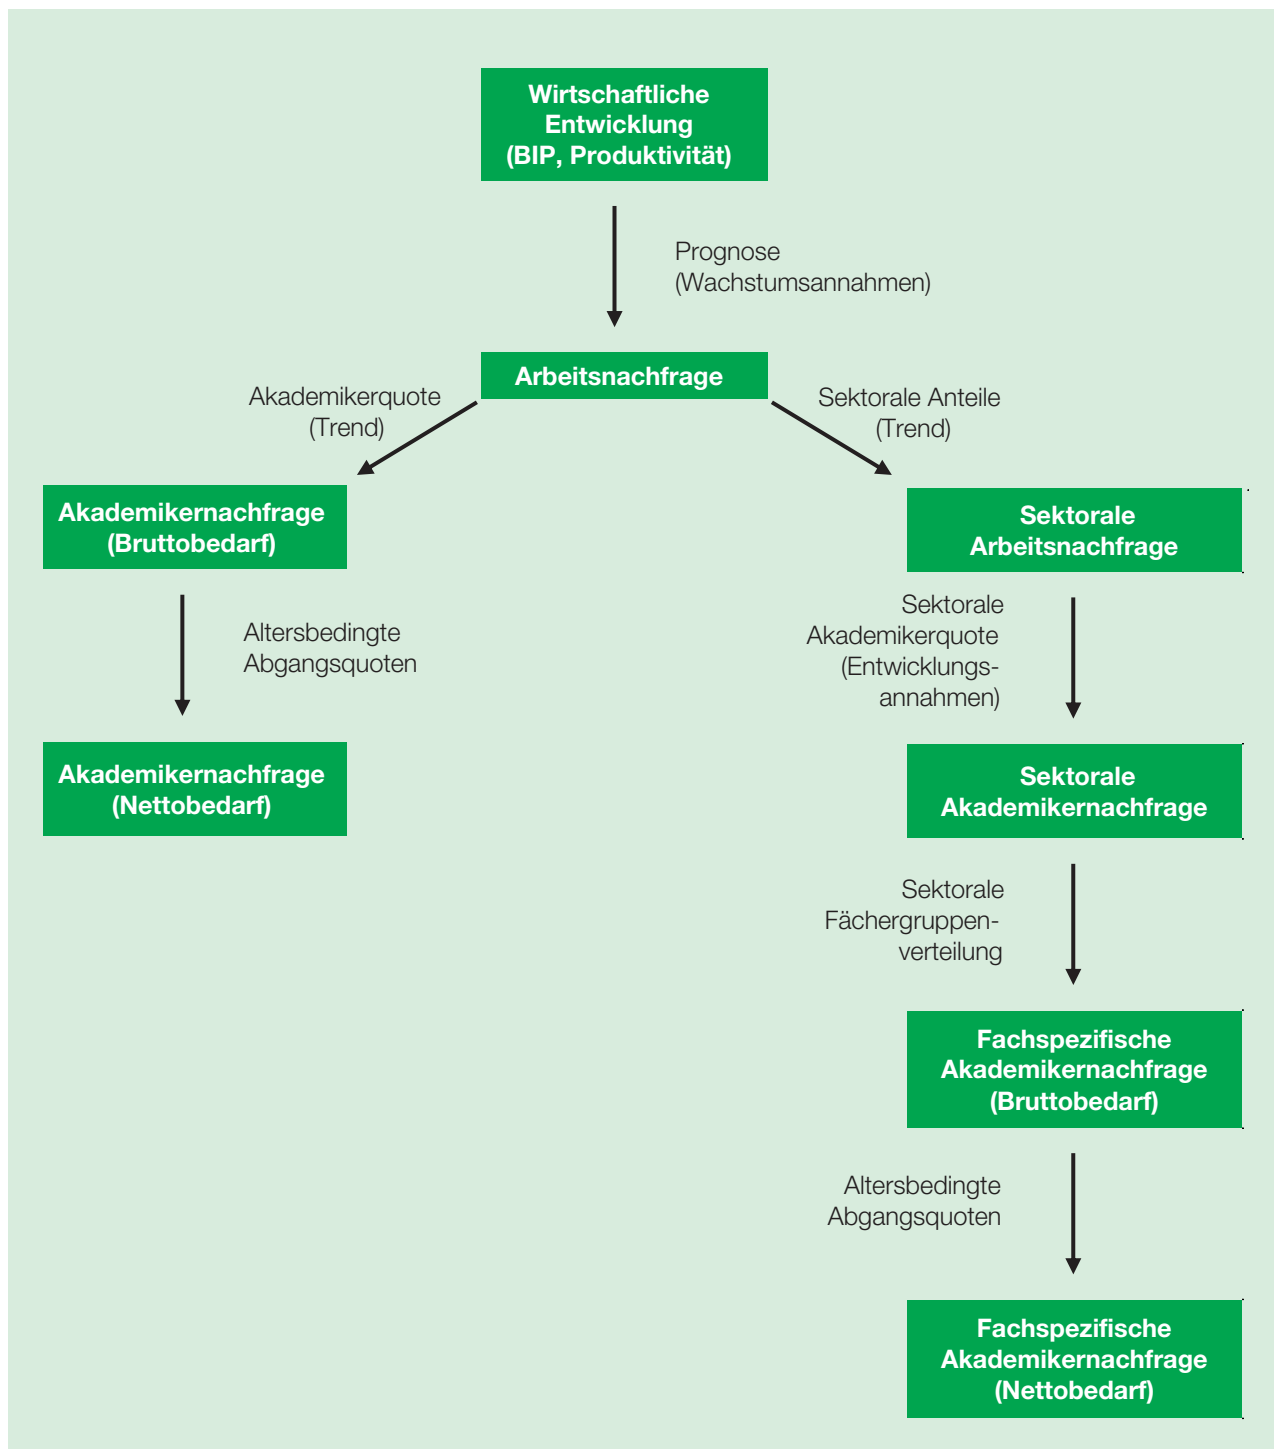 Wirtschaftliche
Entwicklung
(BIP, Produktivität)
Prognose
(Wachstumsannahmen)
Arbeitsnachfrage
Akademikerquote
(Trend)
Sektorale Anteile
(Trend)
Akademikernachfrage
(Bruttobedarf)
Altersbedingte
Abgangsquoten
Akademikernachfrage
(Nettobedarf)
Sektorale
Arbeitsnachfrage
Sektorale
Akademikerquote
(Entwicklungs-
annahmen)
Sektorale
Akademikernachfrage
Sektorale
Fächergruppen-
verteilung
Fachspezifische
Akademikernachfrage
(Bruttobedarf)
Altersbedingte
Abgangsquoten
Fachspezifische
Akademikernachfrage
(Nettobedarf)